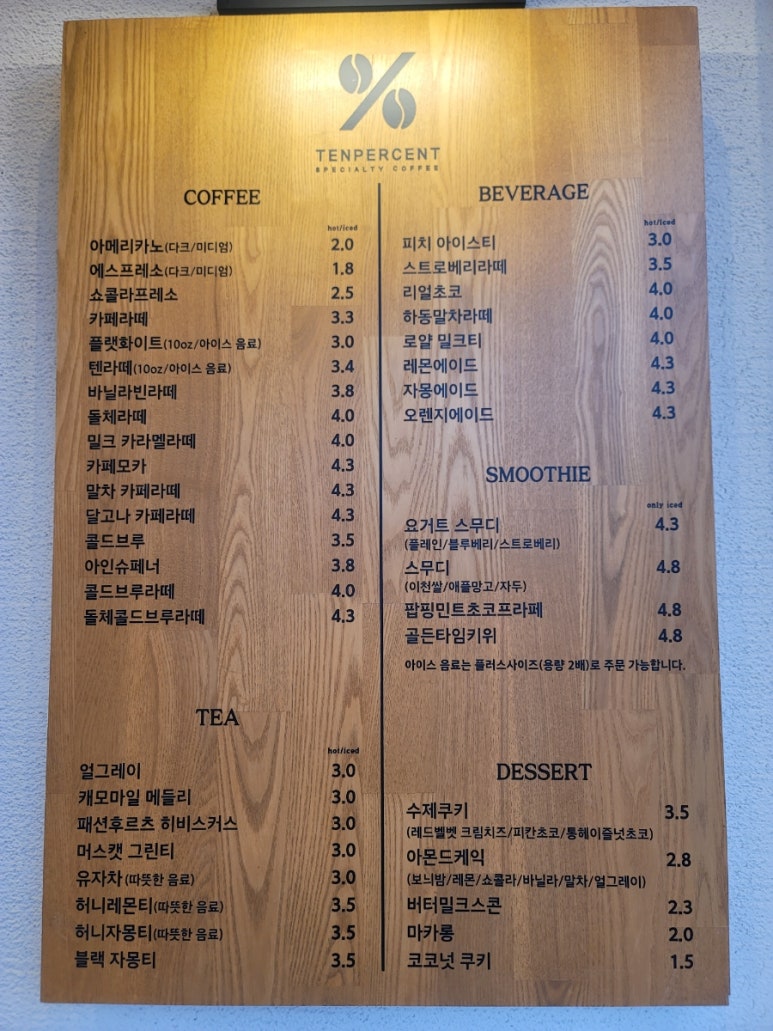 %
TENPERCENT
SPECIALTY COFFEE
COFFEE
hot/iced
아메리카노(다크/미디엄) 2.0
에스프레소(다크/미디엄) 1.8
쇼콜라프레소 2.5
카페라떼 3.3
플랫화이트(10oz/아이스 음료) 3.0
텐라떼(10oz/아이스 음료) 3.4
바닐라빈라떼 3.8
돌체라떼 4.0
밀크 카라멜라떼 4.0
카페모카 4.3
말차 카페라떼 4.3
달고나 카페라떼 4.3
콜드브루 3.5
아인슈페너 3.8
콜드브루라떼 4.0
돌체콜드브루라떼 4.3
TEA
hot/iced
얼그레이 3.0
캐모마일 메들리 3.0
패션후르츠 히비스커스 3.0
머스캣 그린티 3.0
유자차(따뜻한 음료) 3.0
허니레몬티(따뜻한 음료) 3.5
허니자몽티(따뜻한 음료) 3.5
블랙 자몽티 3.5
BEVERAGE
hot/iced
피치 아이스티 3.0
스트로베리라떼 3.5
리얼초코 4.0
하동말차라떼 4.0
로얄 밀크티 4.0
레몬에이드 4.3
자몽에이드 4.3
오렌지에이드 4.3
SMOOTHIE
only iced
요거트 스무디 4.3
(플레인/블루베리/스트로베리)
스무디 4.8
(이천쌀/애플망고/자두)
팝핑민트초코프라페 4.8
골든타임키위 4.8
아이스 음료는 플러스사이즈(용량 2배)로 주문 가능합니다.
DESSERT
수제쿠키 3.5
(레드벨벳 크림치즈/피칸초코/통헤이즐넛초코)
아몬드케익 2.8
(보늬밤/레몬/쇼콜라/바닐라/말차/얼그레이)
버터밀크스콘 2.3
마카롱 2.0
코코넛 쿠키 1.5